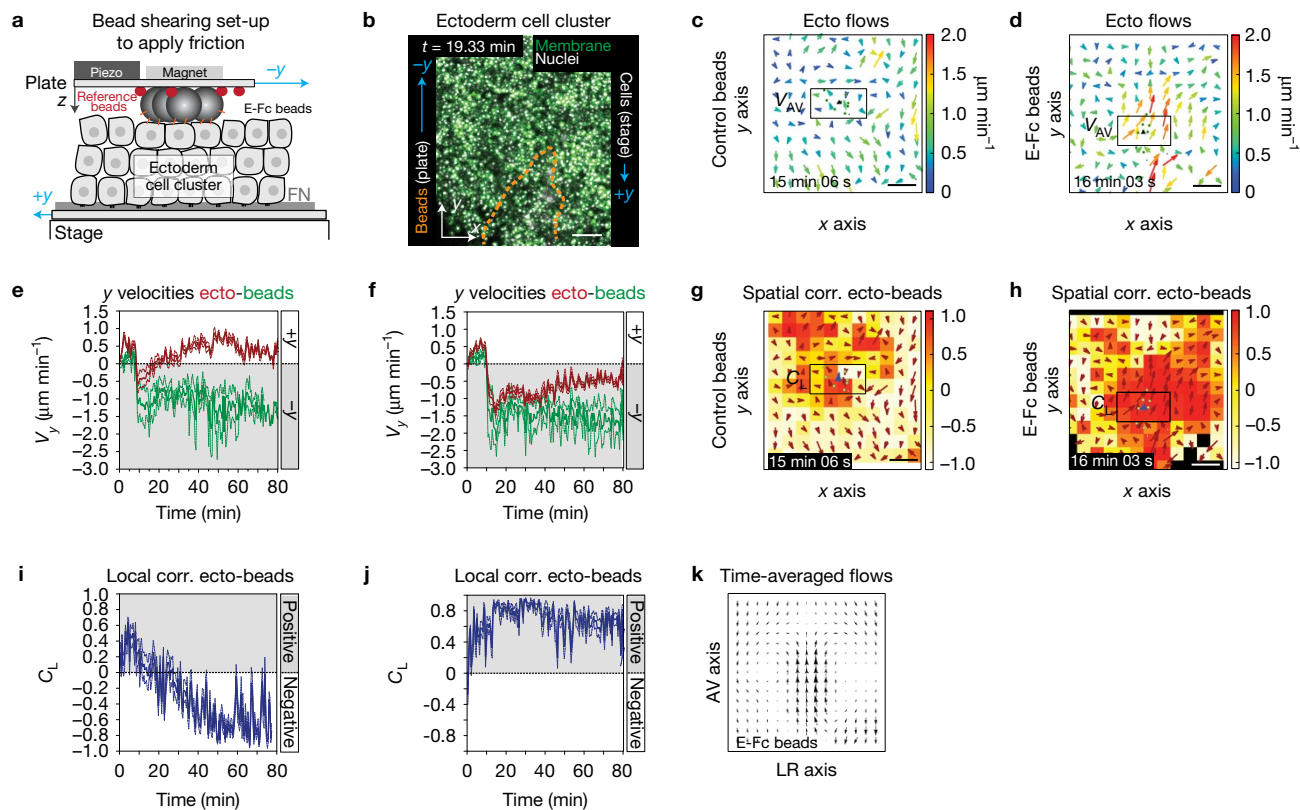 a
Bead shearing set-up
to apply friction
Piezo
Magnet
−y
Plate
z
Reference
beads
E-Fc beads
Ectoderm
cell cluster
+y
FN
Stage
b
Ectoderm cell cluster
t = 19.33 min
Membrane
Nuclei
−y
Beads (plate)
Cells (stage)
+y
y
x
c
Ecto flows
Control beads
y axis
V_AV
15 min 06 s
x axis
2.0
1.5
1.0
0.5
0
µm min⁻¹
d
Ecto flows
E-Fc beads
y axis
V_AV
16 min 03 s
x axis
2.0
1.5
1.0
0.5
0
µm min⁻¹
e
y velocities ecto-beads
V_y (µm min⁻¹)
1.5
1.0
0.5
0
−0.5
−1.0
−1.5
−2.0
−2.5
−3.0
+y
−y
0 20 40 60 80
Time (min)
f
y velocities ecto-beads
V_y (µm min⁻¹)
1.5
1.0
0.5
0
−0.5
−1.0
−1.5
−2.0
−2.5
−3.0
+y
−y
0 20 40 60 80
Time (min)
g
Spatial corr. ecto-beads
Control beads
y axis
C_L
15 min 06 s
x axis
1.0
0.5
0
−0.5
−1.0
h
Spatial corr. ecto-beads
E-Fc beads
y axis
C_L
16 min 03 s
x axis
1.0
0.5
0
−0.5
−1.0
i
Local corr. ecto-beads
C_L
1.0
0.8
0.6
0.4
0.2
0
−0.2
−0.4
−0.6
−0.8
−1.0
Positive
Negative
0 20 40 60 80
Time (min)
j
Local corr. ecto-beads
C_L
0.8
0.4
0
−0.4
−0.8
Positive
Negative
0 20 40 60 80
Time (min)
k
Time-averaged flows
AV axis
E-Fc beads
LR axis